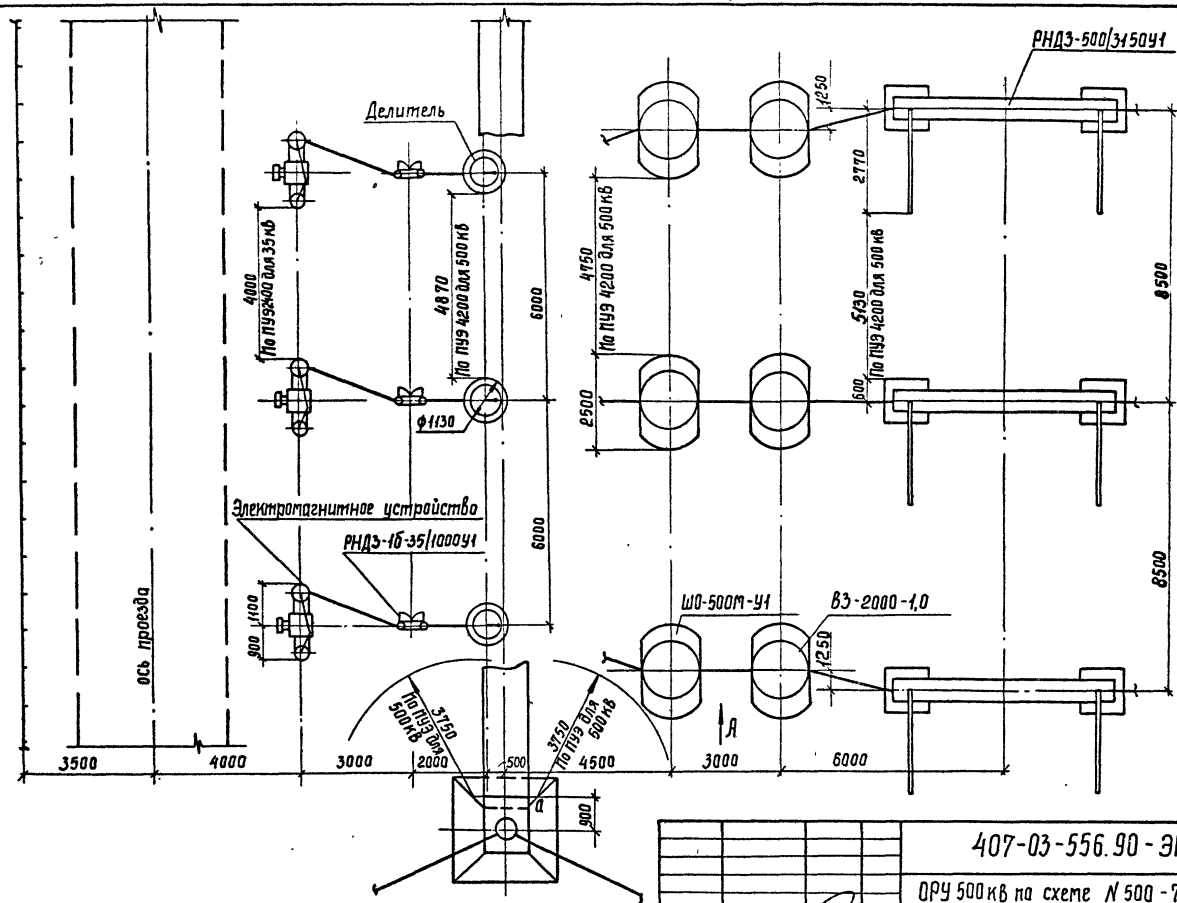 РНДЗ-500/3150У1
1250
Делитель
2770
4000
По ПУЭ2400 для 35 кв
4870
По ПУЭ 4200 для 500 кв
6000
4750
По ПУЭ 4200 для 500 кв
5130
По ПУЭ 4200 для 500 кв
8500
2500
600
ф1130
Электромагнитное устройство
РНДЗ-1б-35/1000У1
6000
8500
ось проезда
1100
900
ШО-500М-У1
ВЗ-2000-1,0
1250
3750
По ПУЭ для
500 кв
3750
По ПУЭ для
500 кв
А
3500
4000
3000
2000
500
4500
3000
6000
а
900
407-03-556.90-Э
ОРУ 500 кв по схеме N 500-7